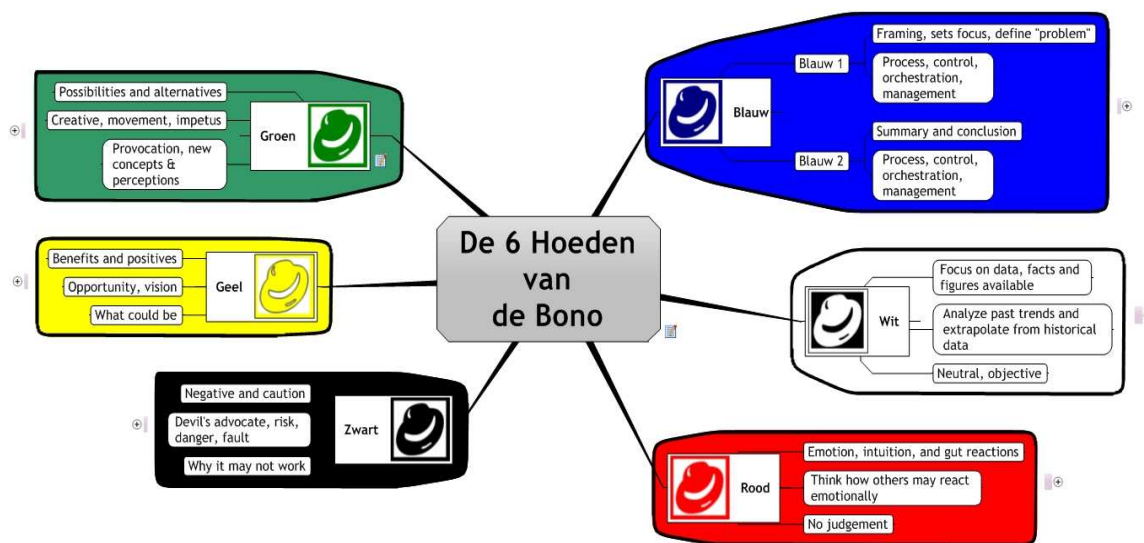 De 6 Hoeden
van
de Bono
Blauw
Blauw 1
Framing, sets focus, define "problem"
Process, control,
orchestration,
management
Blauw 2
Summary and conclusion
Process, control,
orchestration,
management
Wit
Focus on data, facts and
figures available
Analyze past trends and
extrapolate from historical
data
Neutral, objective
Rood
Emotion, intuition, and gut reactions
Think how others may react
emotionally
No judgement
Zwart
Negative and caution
Devil's advocate, risk,
danger, fault
Why it may not work
Geel
Benefits and positives
Opportunity, vision
What could be
Groen
Possibilities and alternatives
Creative, movement, impetus
Provocation, new
concepts &
perceptions